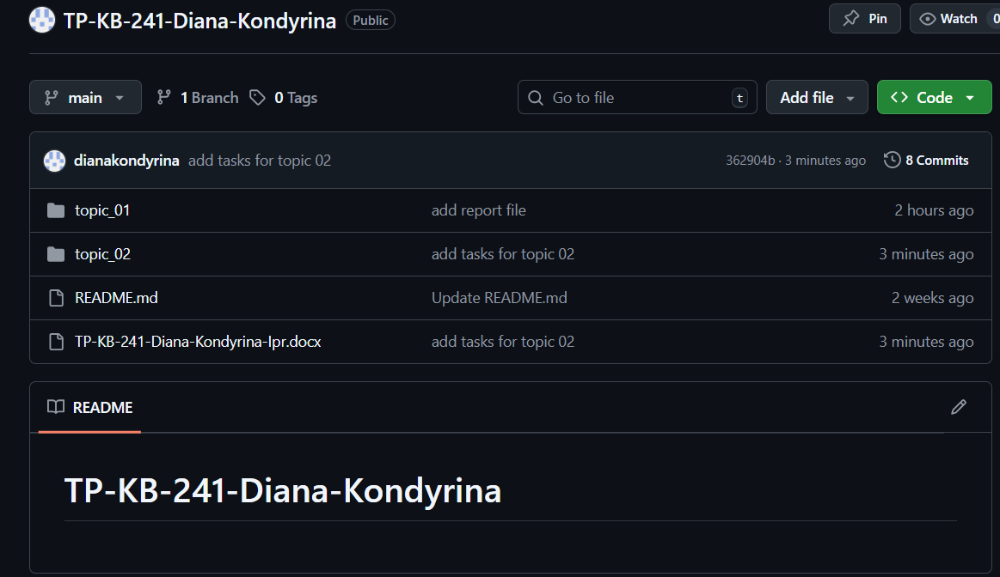 TP-KB-241-Diana-Kondyrina Public Pin Watch 0
main 1 Branch 0 Tags Go to file t Add file Code
dianakondyrina add tasks for topic 02 362904b · 3 minutes ago 8 Commits
topic_01 add report file 2 hours ago
topic_02 add tasks for topic 02 3 minutes ago
README.md Update README.md 2 weeks ago
TP-KB-241-Diana-Kondyrina-lpr.docx add tasks for topic 02 3 minutes ago
README
TP-KB-241-Diana-Kondyrina